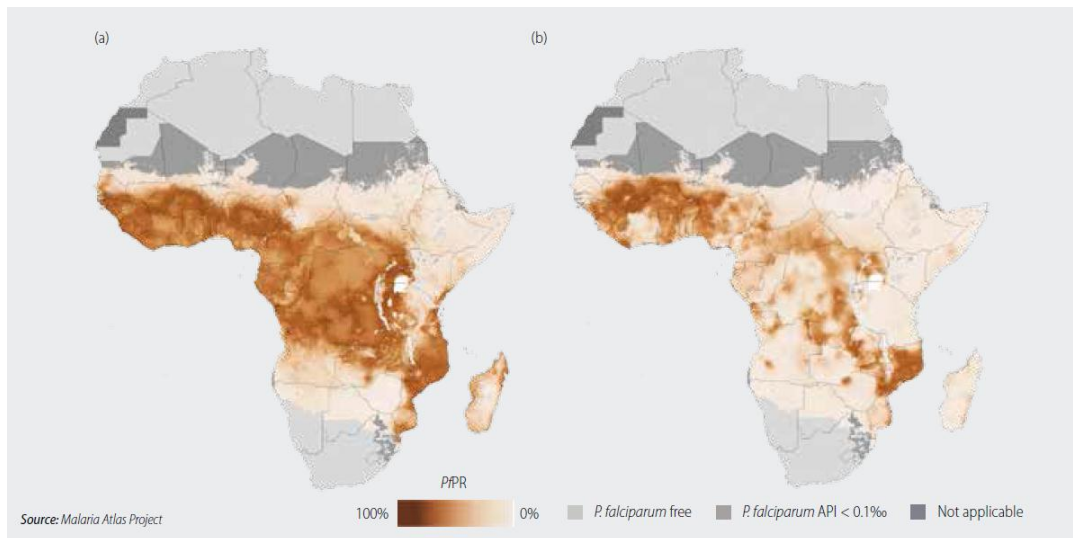 (a)
(b)
PfPR
100%
0%
P. falciparum free
P. falciparum API < 0.1‰
Not applicable
Source: Malaria Atlas Project